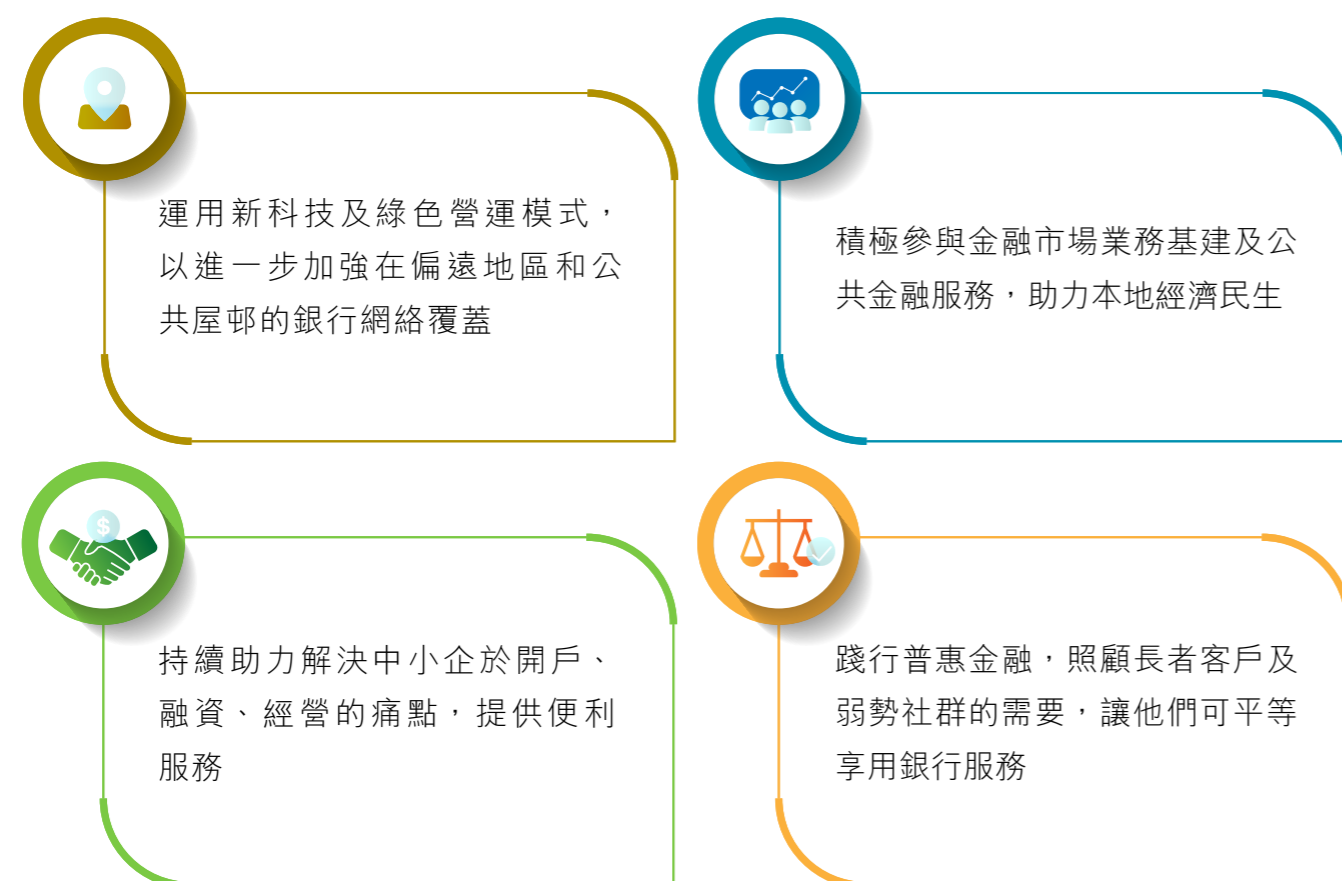 運用新科技及綠色營運模式，
以進一步加強在偏遠地區和公
共屋邨的銀行網絡覆蓋
積極參與金融市場業務基建及公
共金融服務，助力本地經濟民生
持續助力解決中小企於開戶、
融資、經營的痛點，提供便利
服務
踐行普惠金融，照顧長者客戶及
弱勢社群的需要，讓他們可平等
享用銀行服務